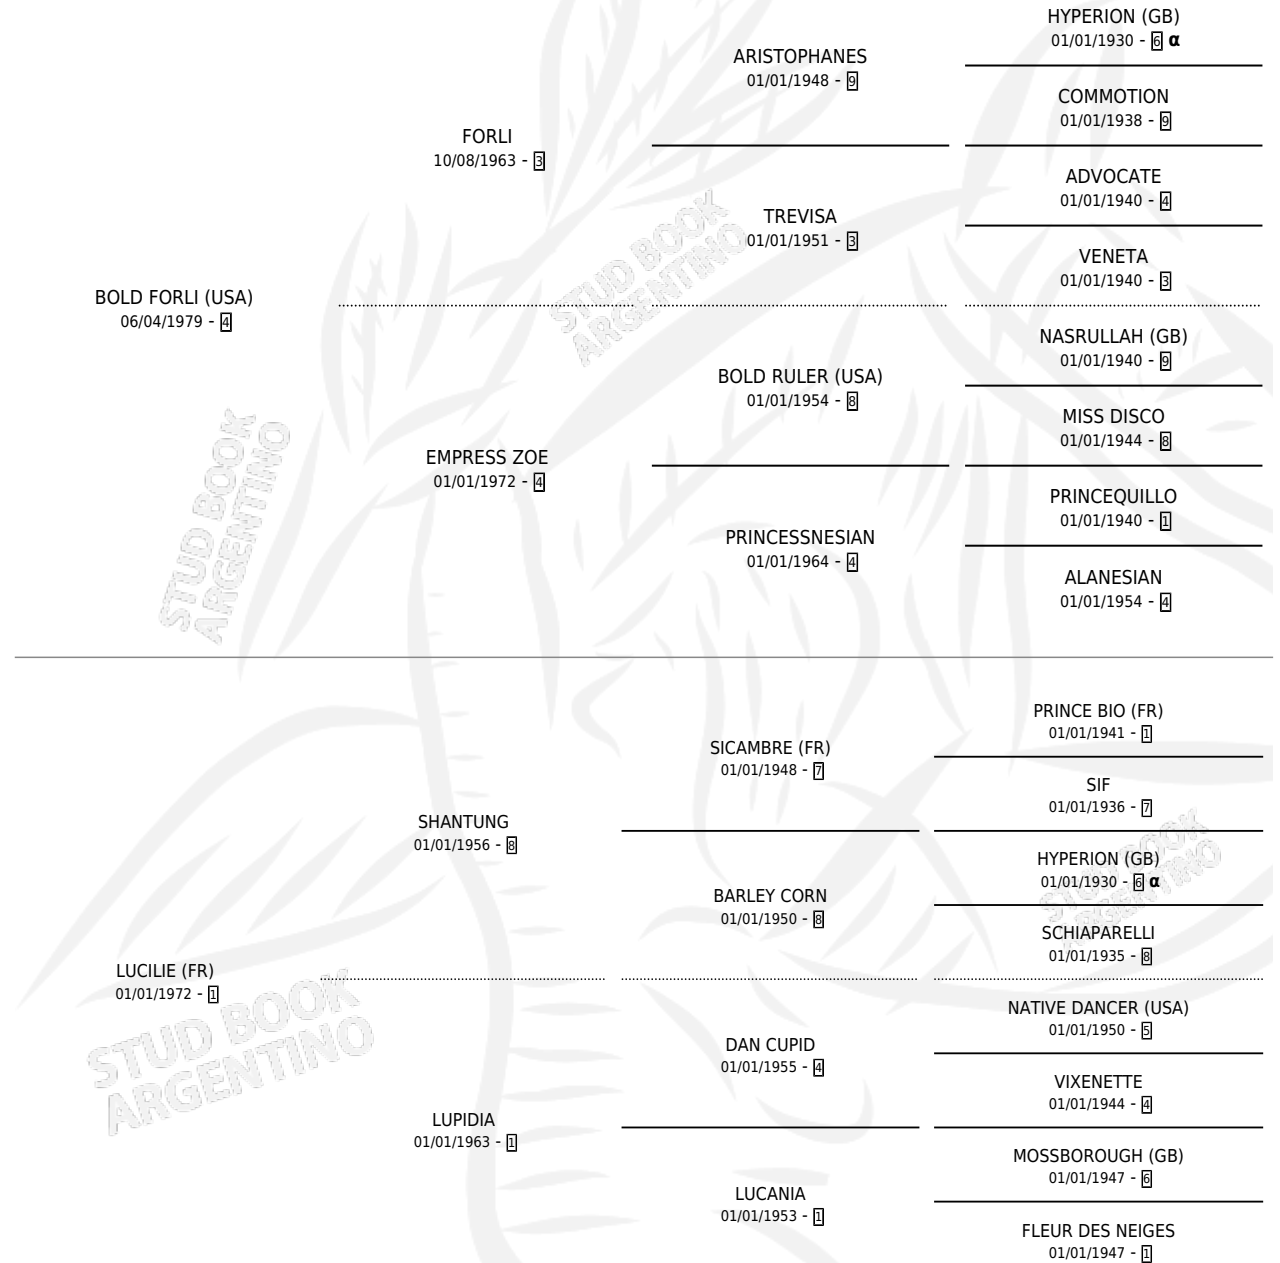 HYPERION (GB)
01/01/1930 - 6 α
ARISTOPHANES
01/01/1948 - 9
COMMOTION
01/01/1938 - 9
FORLI
10/08/1963 - 3
ADVOCATE
01/01/1940 - 4
TREVISA
01/01/1951 - 3
VENETA
01/01/1940 - 3
BOLD FORLI (USA)
06/04/1979 - 4
NASRULLAH (GB)
01/01/1940 - 9
BOLD RULER (USA)
01/01/1954 - 8
MISS DISCO
01/01/1944 - 8
EMPRESS ZOE
01/01/1972 - 4
PRINCEQUILLO
01/01/1940 - 1
PRINCESSNESIAN
01/01/1964 - 4
ALANESIAN
01/01/1954 - 4
STUD BOOK
ARGENTINO
STUD BOOK
ARGENTINO
PRINCE BIO (FR)
01/01/1941 - 1
SICAMBRE (FR)
01/01/1948 - 7
SIF
01/01/1936 - 7
SHANTUNG
01/01/1956 - 8
HYPERION (GB)
01/01/1930 - 6 α
BARLEY CORN
01/01/1950 - 8
SCHIAPARELLI
01/01/1935 - 8
LUCILIE (FR)
01/01/1972 - 1
NATIVE DANCER (USA)
01/01/1950 - 5
DAN CUPID
01/01/1955 - 4
VIXENETTE
01/01/1944 - 4
LUPIDIA
01/01/1963 - 1
MOSSBOROUGH (GB)
01/01/1947 - 6
LUCANIA
01/01/1953 - 1
FLEUR DES NEIGES
01/01/1947 - 1
STUD BOOK
ARGENTINO
STUD BOOK
ARGENTINO